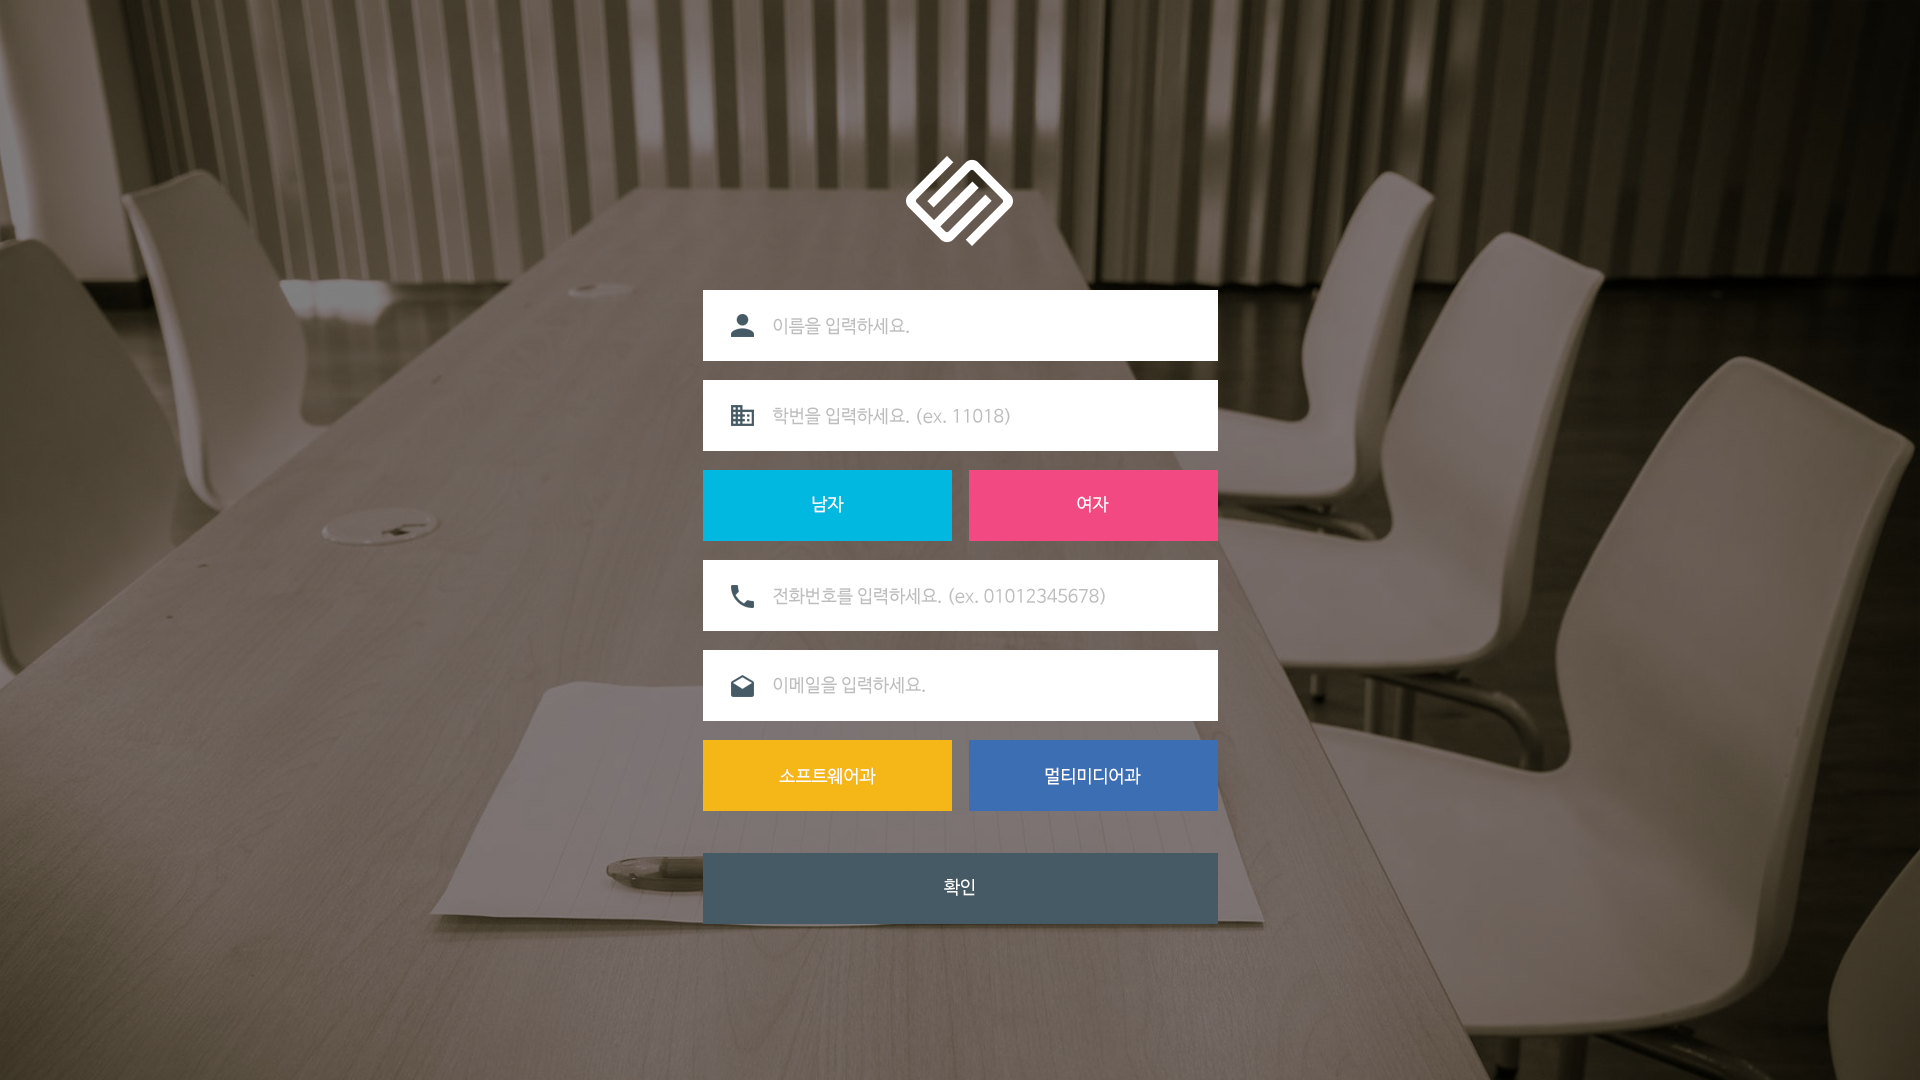 이름을 입력하세요.
학번을 입력하세요. (ex. 11018)
남자 여자
전화번호를 입력하세요. (ex. 01012345678)
이메일을 입력하세요.
소프트웨어과 멀티미디어과
확인